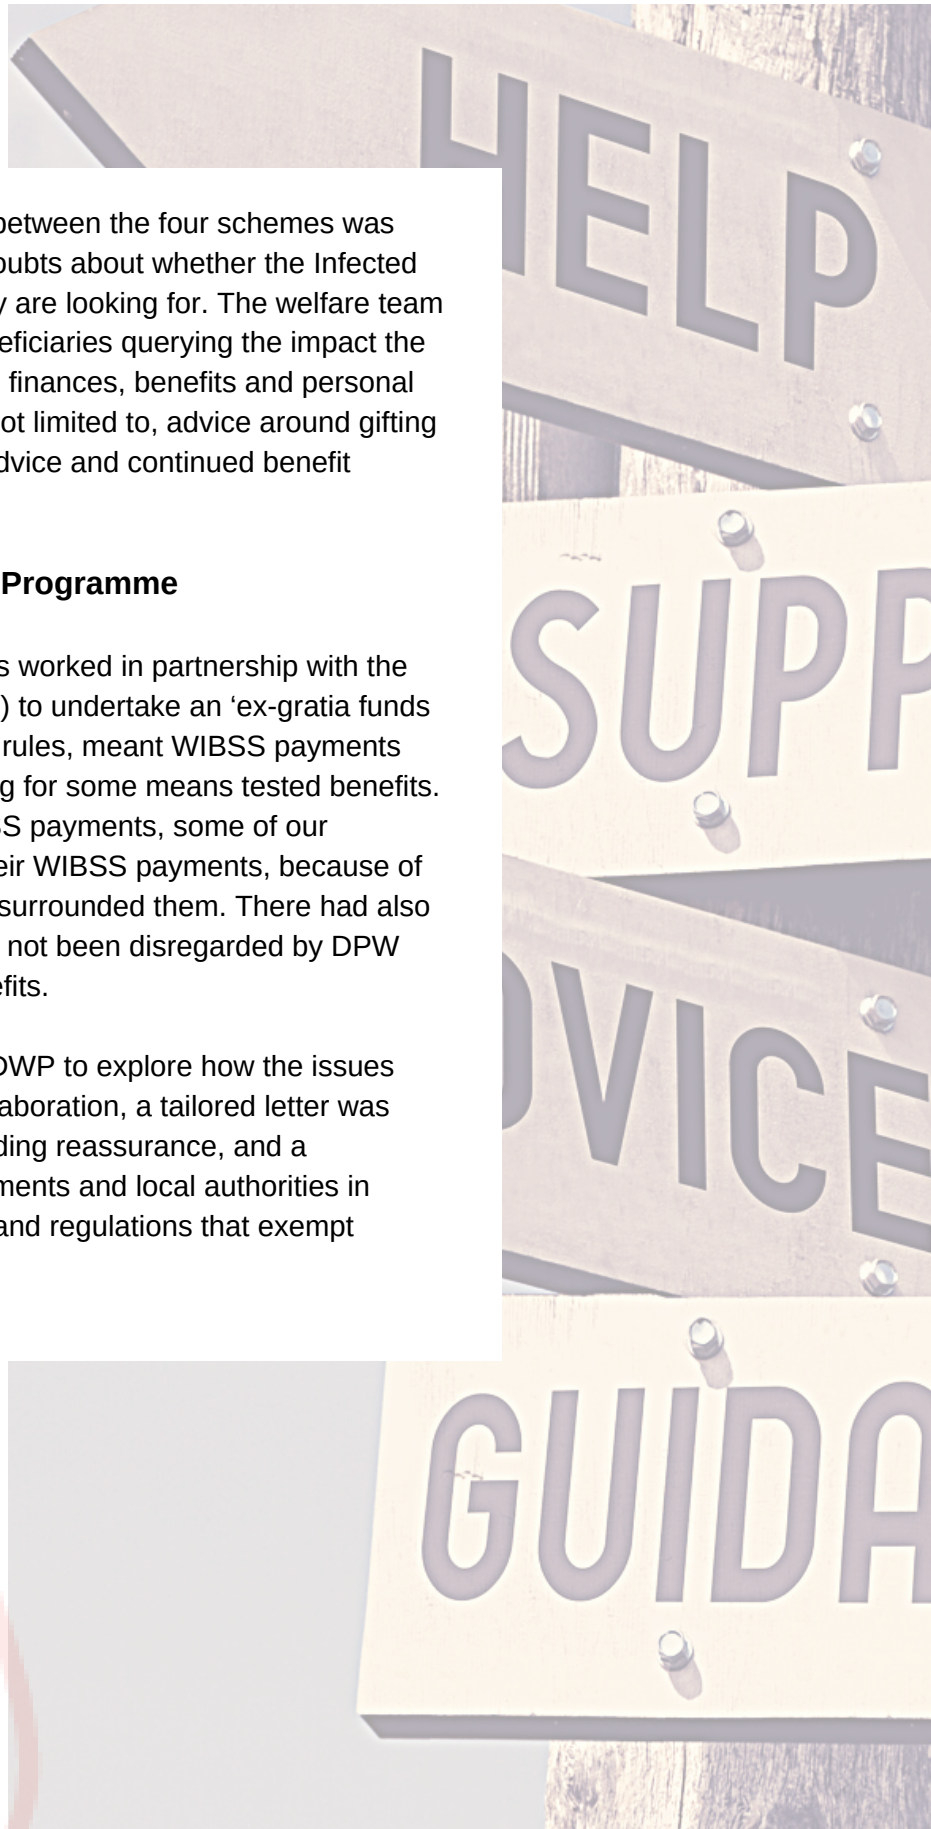 between the four schemes was
oubts about whether the Infected
y are looking for. The welfare team
eficiaries querying the impact the
finances, benefits and personal
ot limited to, advice around gifting
dvice and continued benefit
Programme
s worked in partnership with the
) to undertake an ‘ex-gratia funds
rules, meant WIBSS payments
g for some means tested benefits.
SS payments, some of our
eir WIBSS payments, because of
surrounded them. There had also
not been disregarded by DPW
efits.
DWP to explore how the issues
aboration, a tailored letter was
ding reassurance, and a
ments and local authorities in
and regulations that exempt
HELP
SUPP
DVICE
GUIDA